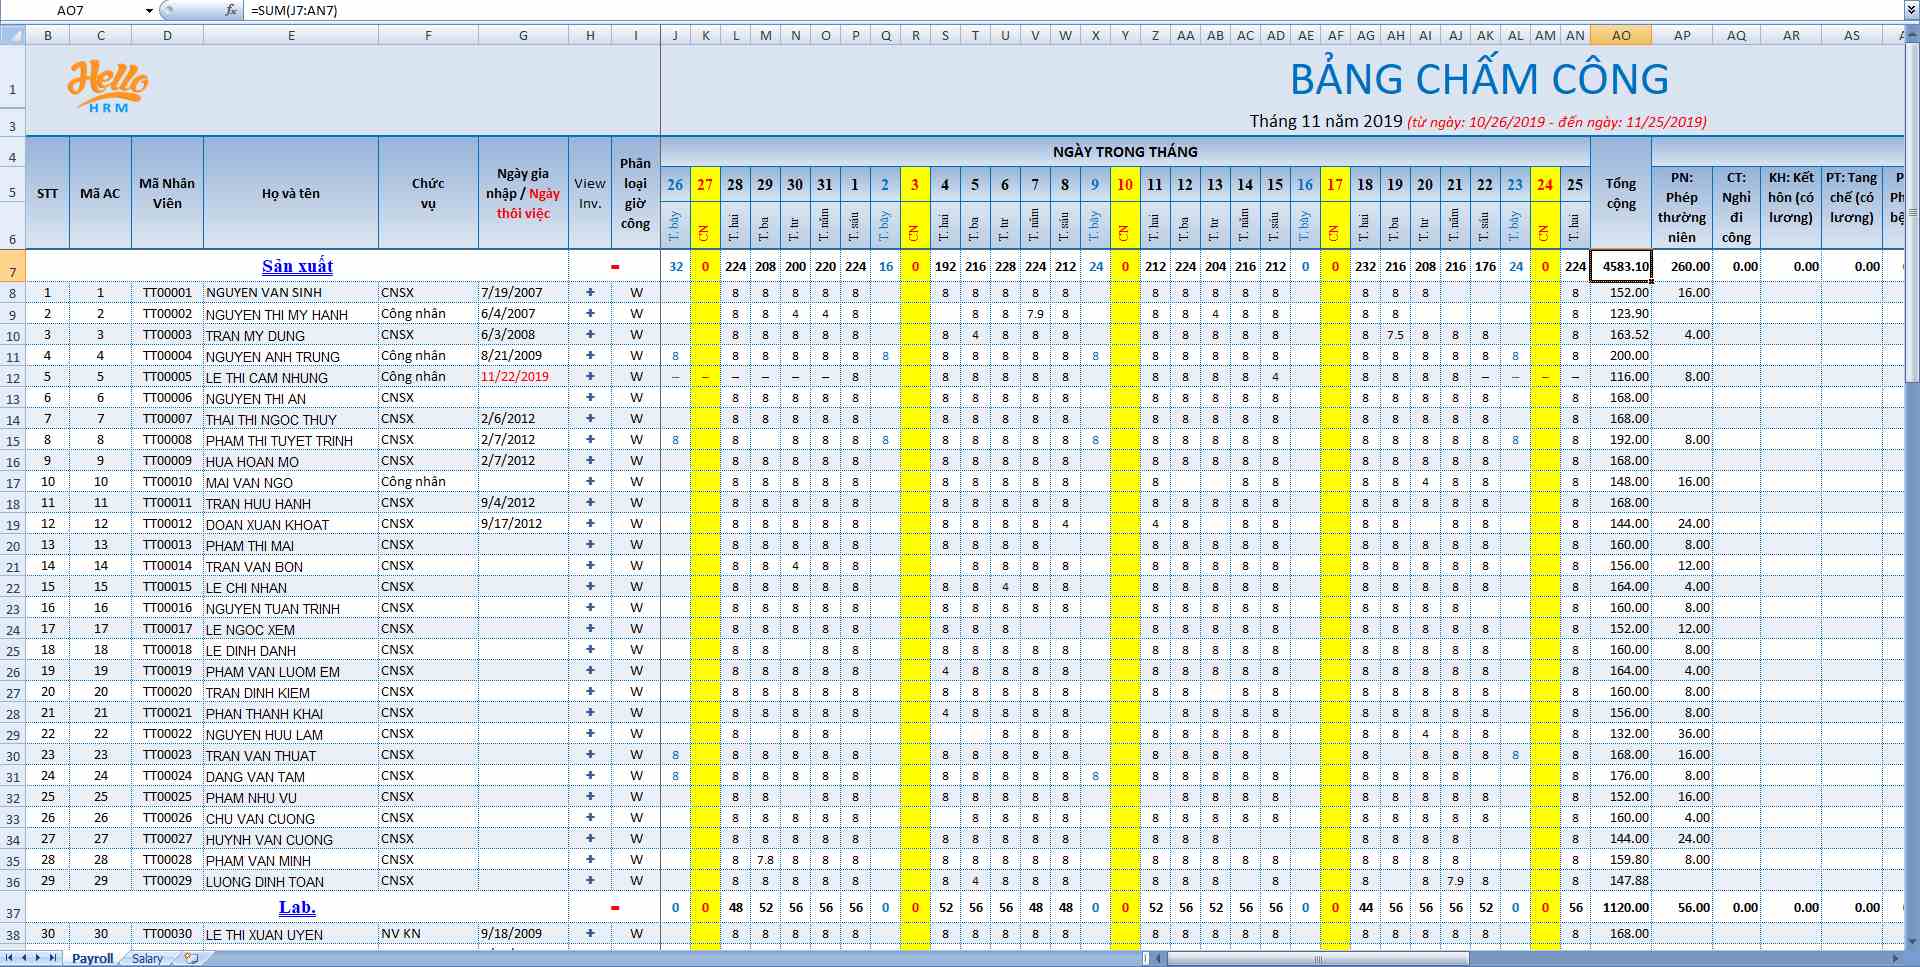 AO7 fx =SUM(J7:AN7)
B C D E F G H I J K L M N O P Q R S T U V W X Y Z AA AB AC AD AE AF AG AH AI AJ AK AL AM AN AO AP AQ AR AS
Hello
HRM
1 BẢNG CHẤM CÔNG
3 Tháng 11 năm 2019 (từ ngày: 10/26/2019 - đến ngày: 11/25/2019)
4 NGÀY TRONG THÁNG
STT Mã AC Mã Nhân Viên Họ và tên Chức vụ Ngày gia nhập / Ngày thôi việc View Inv. Phân loại giờ công
5 26 27 28 29 30 31 1 2 3 4 5 6 7 8 9 10 11 12 13 14 15 16 17 18 19 20 21 22 23 24 25
Tổng cộng PN: Phép thường niên CT: Nghỉ đi công KH: Kết hôn (có lương) PT: Tang chế (có lương)
6 T. bảy CN T. hai T. ba T. tư T. năm T. sáu T. bảy CN T. hai T. ba T. tư T. năm T. sáu T. bảy CN T. hai T. ba T. tư T. năm T. sáu T. bảy CN T. hai T. ba T. tư T. năm T. sáu T. bảy CN T. hai
7 Sản xuất - 32 0 224 208 200 220 224 16 0 192 216 228 224 212 24 0 212 224 204 216 212 0 0 232 216 208 216 176 24 0 224 4583.10 260.00 0.00 0.00 0.00
8 1 1 TT00001 NGUYEN VAN SINH CNSX 7/19/2007 + W 8 8 8 8 8 8 8 8 8 8 8 8 8 8 8 8 8 8 8 152.00 16.00
9 2 2 TT00002 NGUYEN THI MY HANH Công nhân 6/4/2007 + W 8 8 4 4 8 8 8 7.9 8 8 8 4 8 8 8 8 8 123.90
10 3 3 TT00003 TRAN MY DUNG CNSX 6/3/2008 + W 8 8 8 8 8 8 4 8 8 8 8 8 8 8 8 8 7.5 8 8 8 8 163.52 4.00
11 4 4 TT00004 NGUYEN ANH TRUNG Công nhân 8/21/2009 + W 8 8 8 8 8 8 8 8 8 8 8 8 8 8 8 8 8 8 8 8 8 8 8 8 8 200.00
12 5 5 TT00005 LE THI CAM NHUNG Công nhân 11/22/2019 + W – – – – – – 8 8 8 8 8 8 8 8 8 8 4 8 8 8 8 – – – – 116.00 8.00
13 6 6 TT00006 NGUYEN THI AN CNSX + W 8 8 8 8 8 8 8 8 8 8 8 8 8 8 8 8 8 8 8 8 8 168.00
14 7 7 TT00007 THAI THI NGOC THUY CNSX 2/6/2012 + W 8 8 8 8 8 8 8 8 8 8 8 8 8 8 8 8 8 8 8 8 8 168.00
15 8 8 TT00008 PHAM THI TUYET TRINH CNSX 2/7/2012 + W 8 8 8 8 8 8 8 8 8 8 8 8 8 8 8 8 8 8 8 8 8 8 8 8 192.00 8.00
16 9 9 TT00009 HUA HOAN MO CNSX 2/7/2012 + W 8 8 8 8 8 8 8 8 8 8 8 8 8 8 8 8 8 8 8 8 8 168.00
17 10 10 TT00010 MAI VAN NGO Công nhân + W 8 8 8 8 8 8 8 8 8 8 8 8 8 8 8 4 8 8 8 148.00 16.00
18 11 11 TT00011 TRAN HUU HANH CNSX 9/4/2012 + W 8 8 8 8 8 8 8 8 8 8 8 8 8 8 8 8 8 8 8 8 8 168.00
19 12 12 TT00012 DOAN XUAN KHOAT CNSX 9/17/2012 + W 8 8 8 8 8 8 8 8 8 4 4 8 8 8 8 8 8 8 8 144.00 24.00
20 13 13 TT00013 PHAM THI MAI CNSX + W 8 8 8 8 8 8 8 8 8 8 8 8 8 8 8 8 8 8 8 8 160.00 8.00
21 14 14 TT00014 TRAN VAN BON CNSX + W 8 8 4 8 8 8 8 8 8 8 8 8 8 8 8 8 8 8 8 8 156.00 12.00
22 15 15 TT00015 LE CHI NHAN CNSX + W 8 8 8 8 8 8 8 4 8 8 8 8 8 8 8 8 8 8 8 8 8 164.00 4.00
23 16 16 TT00016 NGUYEN TUAN TRINH CNSX + W 8 8 8 8 8 8 8 8 8 8 8 8 8 8 8 8 8 8 8 8 160.00 8.00
24 17 17 TT00017 LE NGOC XEM CNSX + W 8 8 8 8 8 8 8 8 8 8 8 8 8 8 8 8 8 8 8 152.00 12.00
25 18 18 TT00018 LE DINH DANH CNSX + W 8 8 8 8 8 8 8 8 8 8 8 8 8 8 8 8 8 8 8 8 160.00 8.00
26 19 19 TT00019 PHAM VAN LUOM EM CNSX + W 8 8 8 8 8 4 8 8 8 8 8 8 8 8 8 8 8 8 8 8 8 164.00 4.00
27 20 20 TT00020 TRAN DINH KIEM CNSX + W 8 8 8 8 8 8 8 8 8 8 8 8 8 8 8 8 8 8 8 8 160.00 8.00
28 21 21 TT00021 PHAN THANH KHAI CNSX + W 8 8 8 8 8 4 8 8 8 8 8 8 8 8 8 8 8 8 8 8 156.00 8.00
29 22 22 TT00022 NGUYEN HUU LAM CNSX + W 8 8 8 8 8 8 8 8 8 8 8 8 8 4 8 8 8 132.00 36.00
30 23 23 TT00023 TRAN VAN THUAT CNSX + W 8 8 8 8 8 8 8 8 8 8 8 8 8 8 8 8 8 8 8 8 8 168.00 16.00
31 24 24 TT00024 DANG VAN TAM CNSX + W 8 8 8 8 8 8 8 8 8 8 8 8 8 8 8 8 8 8 8 8 8 8 176.00 8.00
32 25 25 TT00025 PHAM NHU VU CNSX + W 8 8 8 8 8 8 8 8 8 8 8 8 8 8 8 8 8 8 8 152.00 16.00
33 26 26 TT00026 CHU VAN CUONG CNSX + W 8 8 8 8 8 8 8 8 8 8 8 8 8 8 8 8 8 8 8 8 160.00 4.00
34 27 27 TT00027 HUYNH VAN CUONG CNSX + W 8 8 8 8 8 8 8 8 8 8 8 8 8 8 8 8 8 8 144.00 24.00
35 28 28 TT00028 PHAM VAN MINH CNSX + W 8 7.8 8 8 8 8 8 8 8 8 8 8 8 8 8 8 8 8 8 8 159.80 8.00
36 29 29 TT00029 LUONG DINH TOAN CNSX + W 8 8 8 8 8 8 4 8 8 8 8 8 8 8 8 8 7.9 8 8 147.88
37 Lab. - 0 0 48 52 56 56 56 0 0 52 56 56 48 48 0 0 52 56 52 56 56 0 0 44 56 56 56 52 0 0 56 1120.00 56.00 0.00 0.00 0.00
38 30 30 TT00030 LE THI XUAN UYEN NV KN 9/18/2009 + W 8 8 8 8 8 8 8 8 8 8 8 8 8 8 8 8 8 8 8 8 8 168.00
Payroll Salary